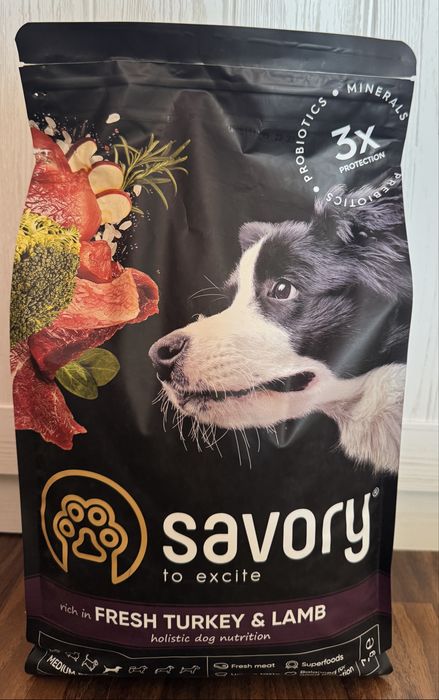 PROBIOTICS • MINERALS • PREBIOTICS •
3x
PROTECTION
savory®
to excite
rich in FRESH TURKEY & LAMB
holistic dog nutrition
MEDIUM
Fresh meat
Superfoods